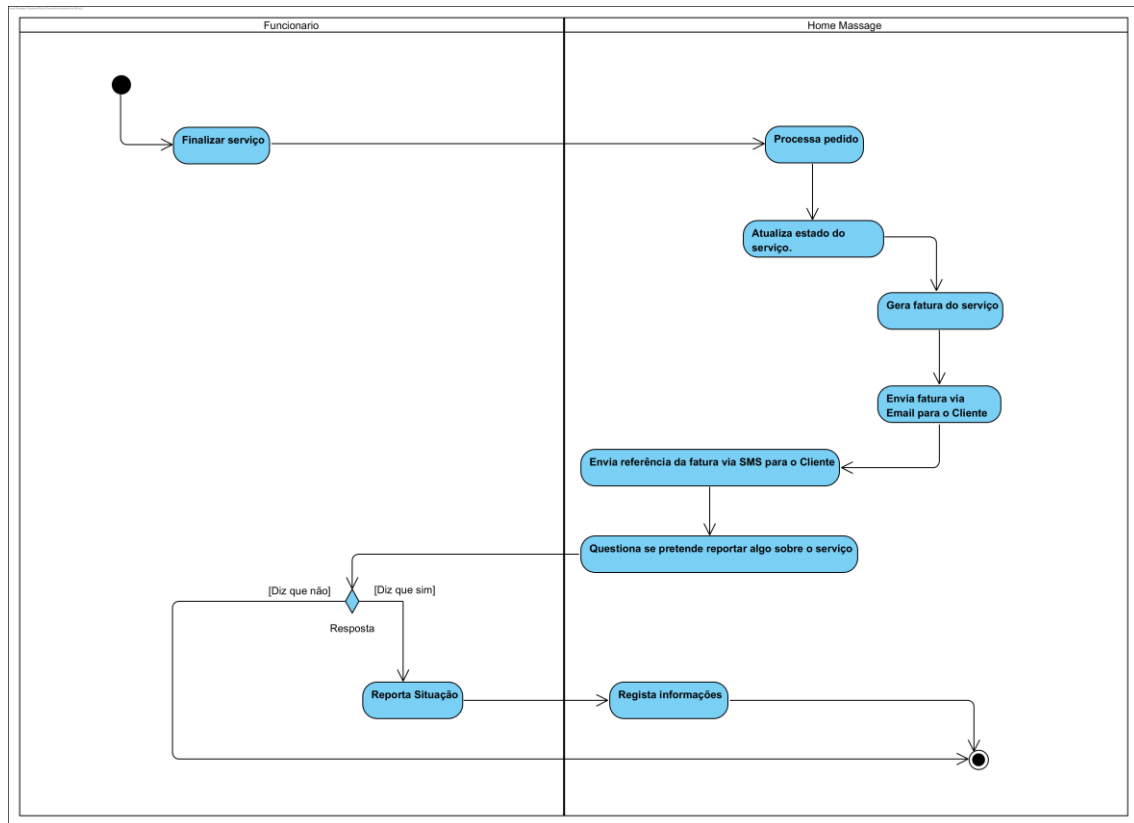 Funcionario
Home Massage
Finalizar serviço
Processa pedido
Atualiza estado do
serviço.
Gera fatura do serviço
Envia fatura via
Email para o Cliente
Envia referência da fatura via SMS para o Cliente
Questiona se pretende reportar algo sobre o serviço
[Diz que não]
[Diz que sim]
Resposta
Reporta Situação
Regista informações